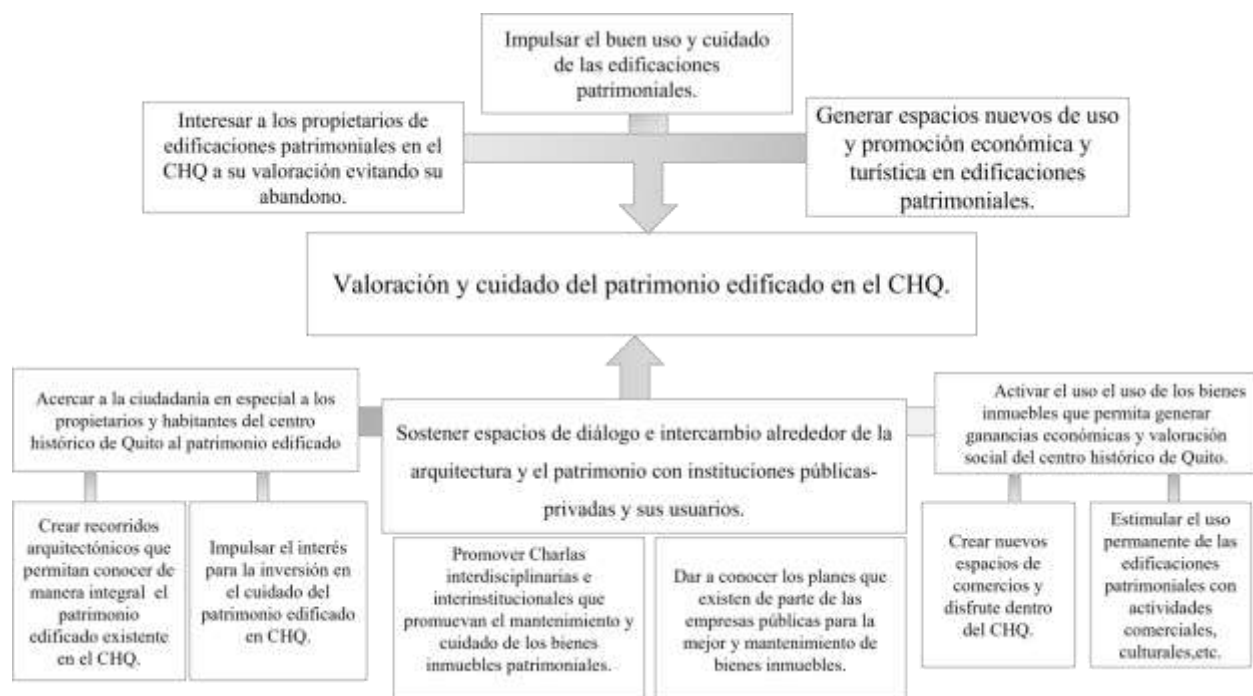 Impulsar el buen uso y cuidado
de las edificaciones
patrimoniales.
Interesar a los propietarios de
edificaciones patrimoniales en el
CHQ a su valoración evitando su
abandono.
Generar espacios nuevos de uso
y promoción económica y
turística en edificaciones
patrimoniales.
Valoración y cuidado del patrimonio edificado en el CHQ.
Acercar a la ciudadanía en especial a los
propietarios y habitantes del centro
histórico de Quito al patrimonio edificado
Sostener espacios de diálogo e intercambio alrededor de la
arquitectura y el patrimonio con instituciones públicas-
privadas y sus usuarios.
Activar el uso el uso de los bienes
inmuebles que permita generar
ganancias económicas y valoración
social del centro histórico de Quito.
Crear recorridos
arquitectónicos que
permitan conocer de
manera integral el
patrimonio
edificado existente
en el CHQ.
Impulsar el interés
para la inversión en
el cuidado del
patrimonio edificado
en CHQ.
Promover Charlas
interdisciplinarias e
interinstitucionales que
promuevan el mantenimiento y
cuidado de los bienes
inmuebles patrimoniales.
Dar a conocer los planes que
existen de parte de las
empresas públicas para la
mejor y mantenimiento de
bienes inmuebles.
Crear nuevos
espacios de
comercios y
disfrute dentro
del CHQ.
Estimular el uso
permanente de las
edificaciones
patrimoniales con
actividades
comerciales,
culturales,etc.